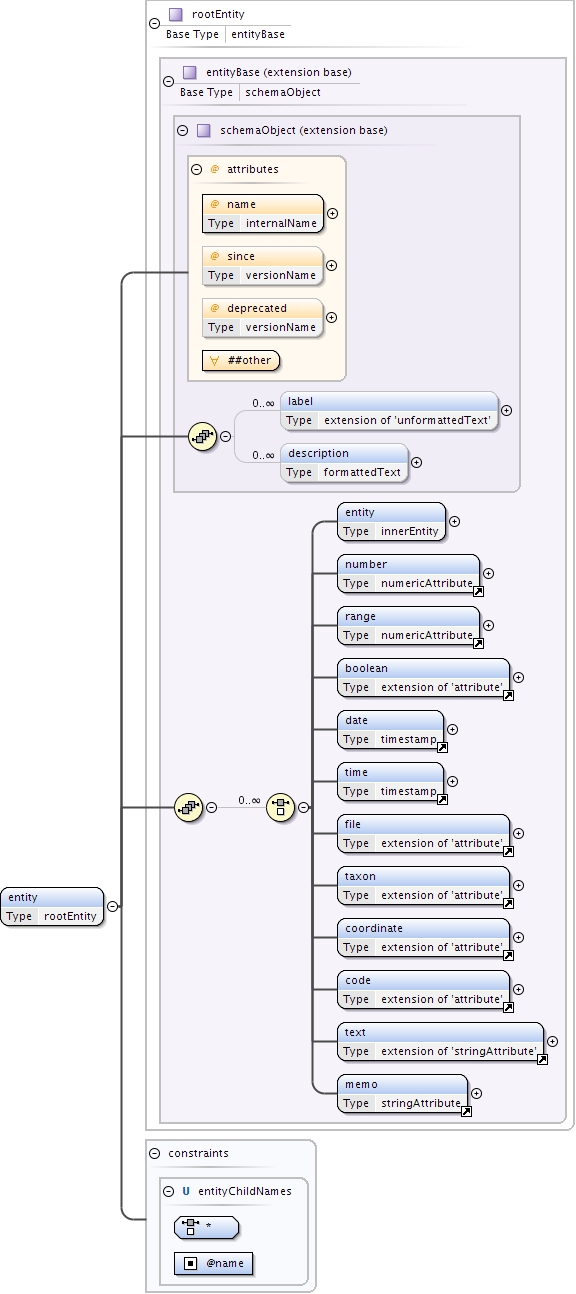 rootEntity
Base Type entityBase
entityBase (extension base)
Base Type schemaObject
schemaObject (extension base)
@ attributes
@ name
Type internalName
@ since
Type versionName
@ deprecated
Type versionName
∀ ##other
0..∞ label
Type extension of 'unformattedText'
0..∞ description
Type formattedText
entity
Type innerEntity
number
Type numericAttribute
range
Type numericAttribute
boolean
Type extension of 'attribute'
date
Type timestamp
time
Type timestamp
0..∞
file
Type extension of 'attribute'
taxon
Type extension of 'attribute'
entity
Type rootEntity
coordinate
Type extension of 'attribute'
code
Type extension of 'attribute'
text
Type extension of 'stringAttribute'
memo
Type stringAttribute
constraints
U entityChildNames
*
@name